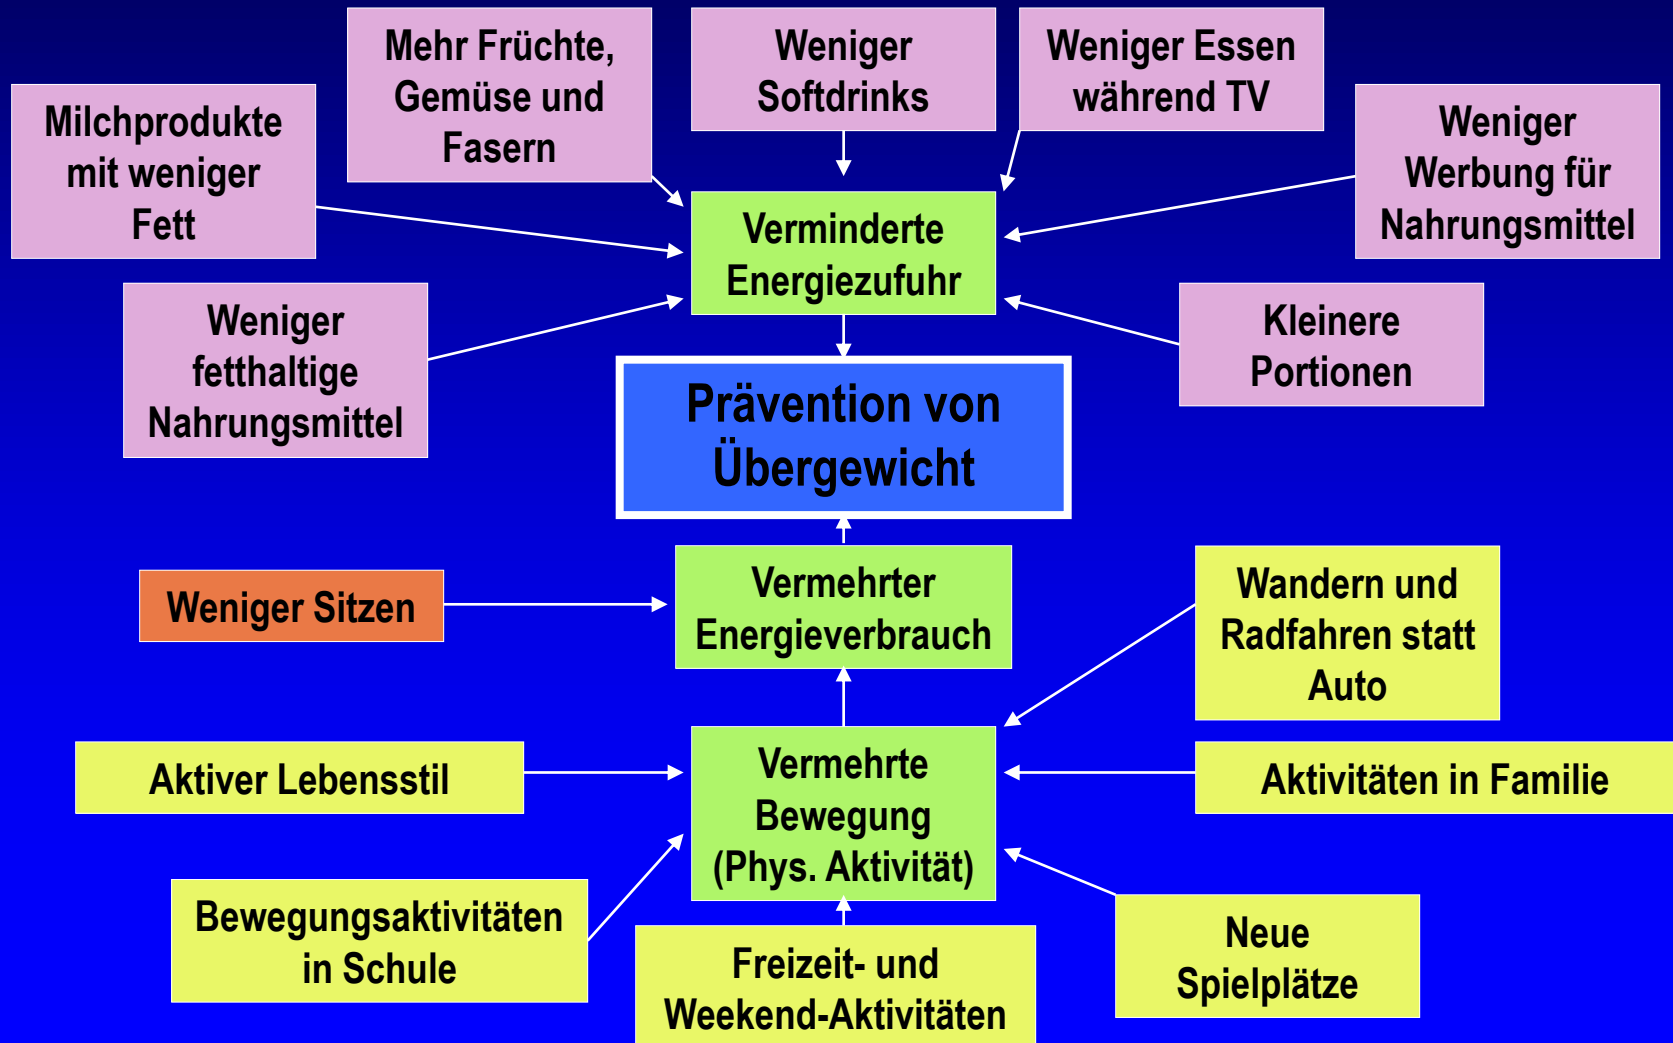 Mehr Früchte,
Gemüse und
Fasern
Weniger
Softdrinks
Weniger Essen
während TV
Milchprodukte
mit weniger
Fett
Weniger
Werbung für
Nahrungsmittel
Verminderte
Energiezufuhr
Weniger
fetthaltige
Nahrungsmittel
Kleinere
Portionen
Prävention von
Übergewicht
Weniger Sitzen
Vermehrter
Energieverbrauch
Wandern und
Radfahren statt
Auto
Aktiver Lebensstil
Vermehrte
Bewegung
(Phys. Aktivität)
Aktivitäten in Familie
Bewegungsaktivitäten
in Schule
Freizeit- und
Weekend-Aktivitäten
Neue
Spielplätze